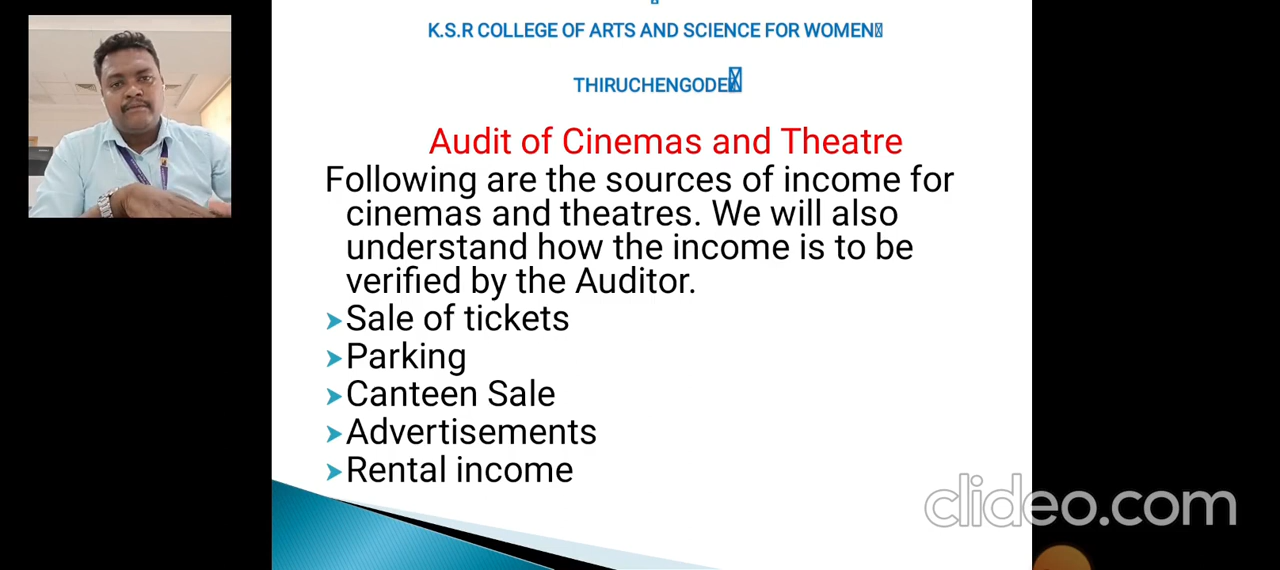 K.S.R COLLEGE OF ARTS AND SCIENCE FOR WOMEN
THIRUCHENGODE
Audit of Cinemas and Theatre
Following are the sources of income for
cinemas and theatres. We will also
understand how the income is to be
verified by the Auditor.
Sale of tickets
Parking
Canteen Sale
Advertisements
Rental income
clideo.com